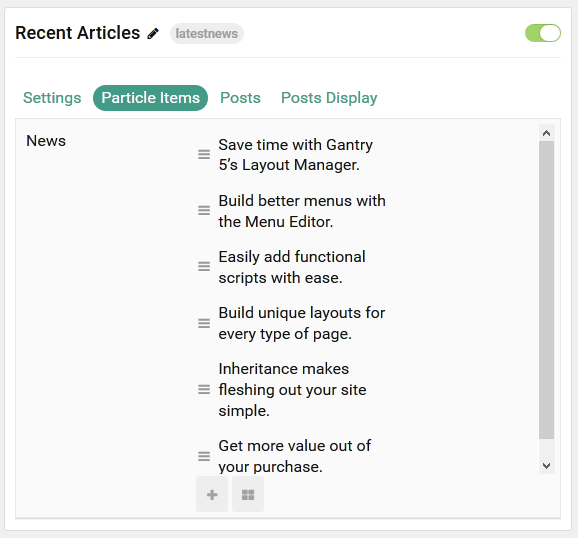 Recent Articles latestnews
Settings Particle Items Posts Posts Display
News
Save time with Gantry
5’s Layout Manager.
Build better menus with
the Menu Editor.
Easily add functional
scripts with ease.
Build unique layouts for
every type of page.
Inheritance makes
fleshing out your site
simple.
Get more value out of
your purchase.